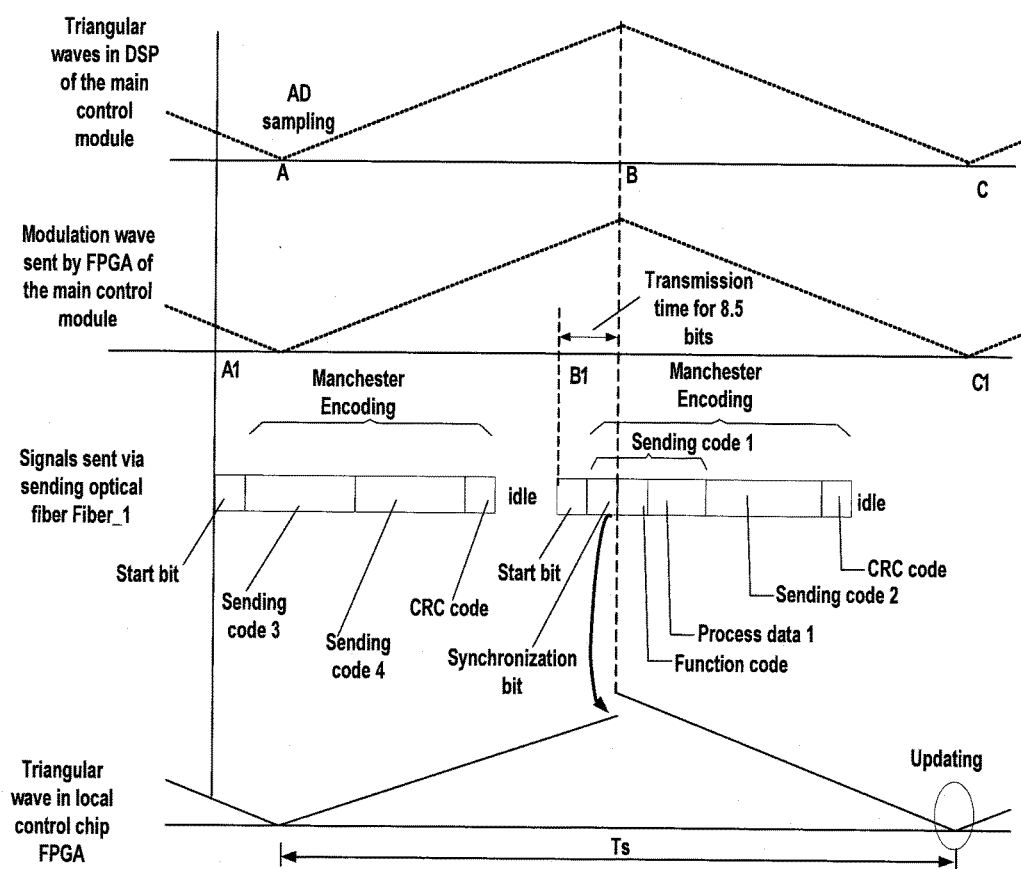 Triangular
waves in DSP
of the main
control
module
AD
sampling
A
B
C
Modulation wave
sent by FPGA of
the main control
module
Transmission
time for 8.5
bits
A1
B1
C1
Manchester
Encoding
Manchester
Encoding
Sending code 1
Signals sent via
sending optical
fiber Fiber_1
idle
idle
Start bit
Sending
code 3
Sending
code 4
CRC code
Start bit
Synchronization
bit
CRC code
Sending code 2
Process data 1
Function code
Triangular
wave in local
control chip
FPGA
Updating
Ts